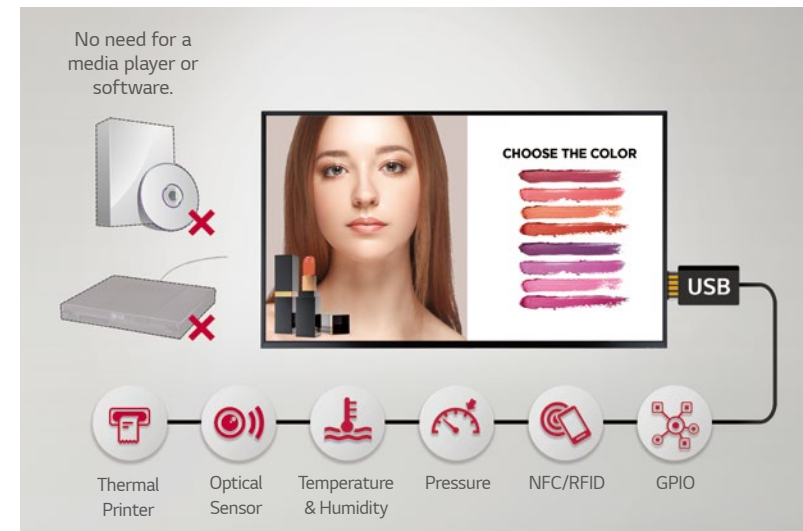 No need for a
media player or
software.
CHOOSE THE COLOR
USB
Thermal
Printer
Optical
Sensor
Temperature
& Humidity
Pressure
NFC/RFID
GPIO